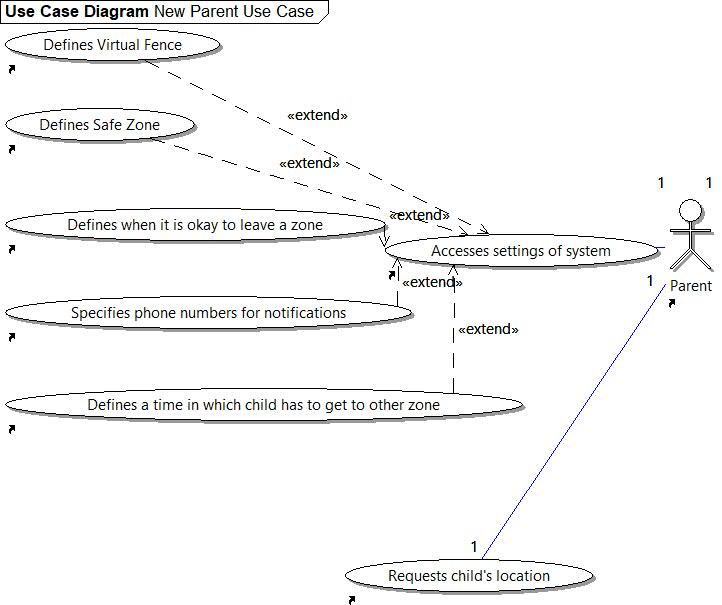 Use Case Diagram New Parent Use Case
Defines Virtual Fence
«extend»
Defines Safe Zone
«extend»
1 1
Defines when it is okay to leave a zone
«extend»
Accesses settings of system
«extend»
1
Parent
Specifies phone numbers for notifications
«extend»
Defines a time in which child has to get to other zone
1
Requests child's location